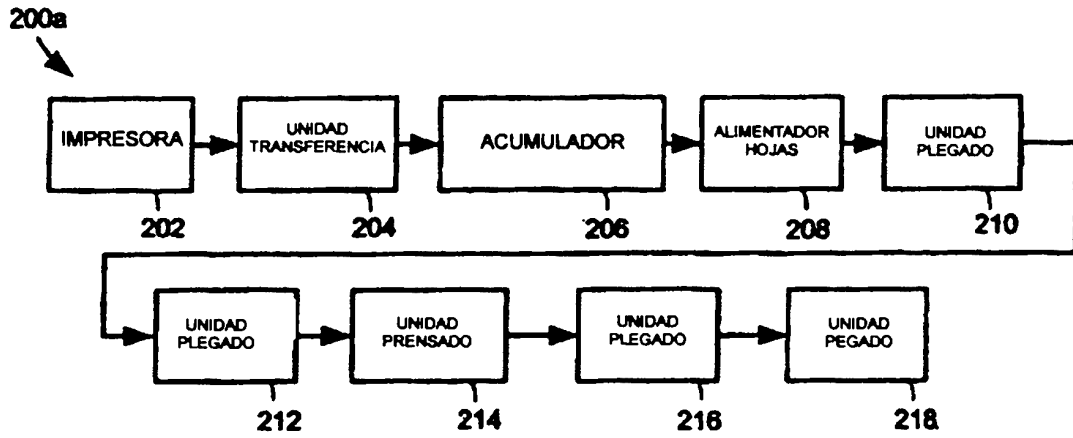 200a
IMPRESORA
UNIDAD
TRANSFERENCIA
ACUMULADOR
ALIMENTADOR
HOJAS
UNIDAD
PLEGADO
202
204
206
208
210
UNIDAD
PLEGADO
UNIDAD
PRENSADO
UNIDAD
PLEGADO
UNIDAD
PEGADO
212
214
216
218